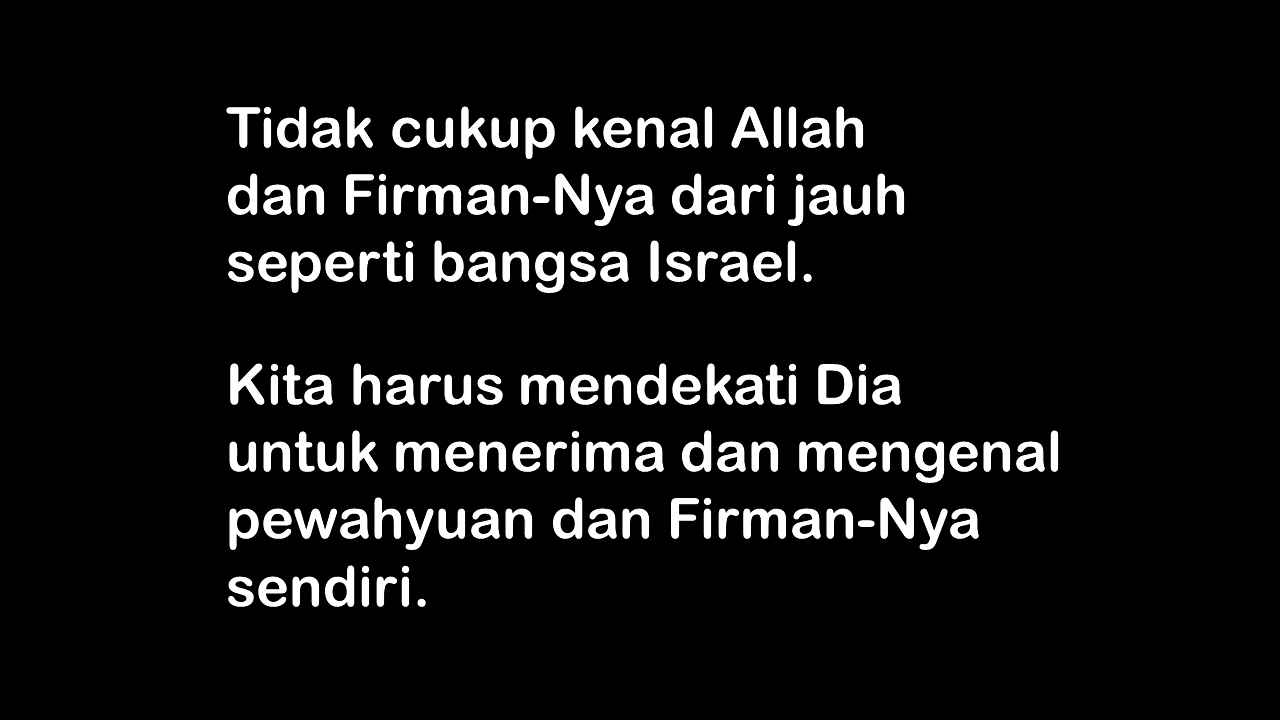 Tidak cukup kenal Allah
dan Firman-Nya dari jauh
seperti bangsa Israel.
Kita harus mendekati Dia
untuk menerima dan mengenal
pewahyuan dan Firman-Nya
sendiri.